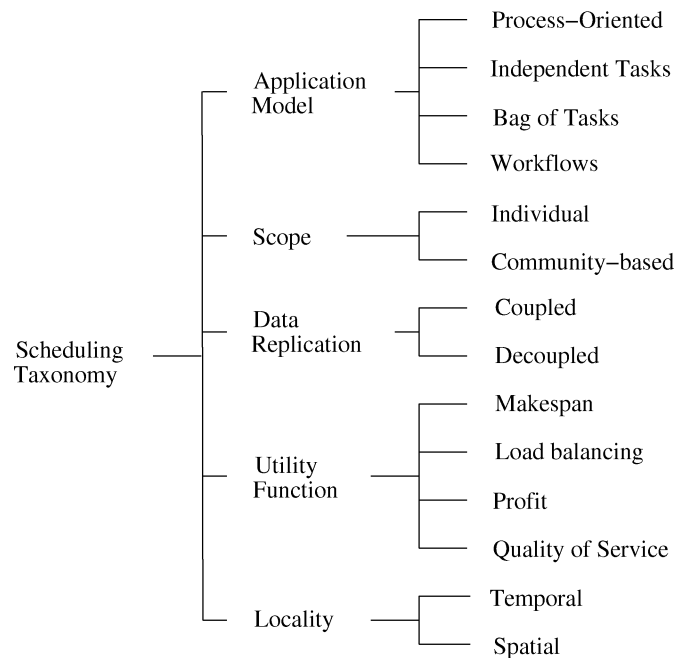 Process–Oriented
Application
Model
Independent Tasks
Bag of Tasks
Workflows
Scope
Individual
Community–based
Data
Replication
Coupled
Decoupled
Scheduling
Taxonomy
Utility
Function
Makespan
Load balancing
Profit
Quality of Service
Locality
Temporal
Spatial